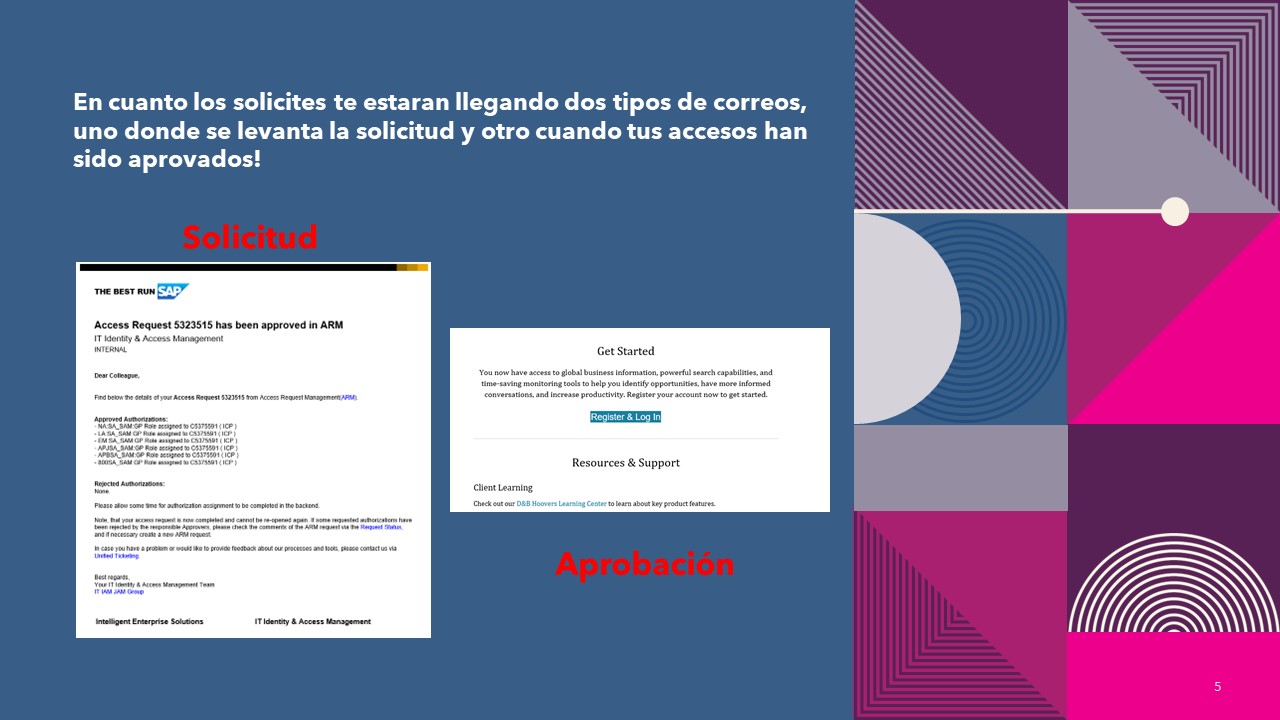 En cuanto los solicites te estaran llegando dos tipos de correos,
uno donde se levanta la solicitud y otro cuando tus accesos han
sido aprovados!
Solicitud
THE BEST RUN SAP
Access Request 5323515 has been approved in ARM
IT Identity & Access Management
INTERNAL
Dear Colleague,
Find below the details of your Access Request 5323515 from Access Request Management(ARM).
Approved Authorizations:
- NA:SA_SAM:GP Role assigned to C5375591 ( ICP )
- LA:SA_SAM:GP Role assigned to C5375591 ( ICP )
- EM:SA_SAM:GP Role assigned to C5375591 ( ICP )
- APJSA_SAM:GP Role assigned to C5375591 ( ICP )
- APBSA_SAM:GP Role assigned to C5375591 ( ICP )
- 800SA_SAM:GP Role assigned to C5375591 ( ICP )
Rejected Authorizations:
None
Please allow some time for authorization assignment to be completed in the backend.
Note, that your access request is now completed and cannot be re-opened again. If some requested authorizations have
been rejected by the responsible Approvers, please check the comments of the ARM request via the Request Status,
and if necessary create a new ARM request.
In case you have a problem or would like to provide feedback about our processes and tools, please contact us via
Unified Ticketing
Best regards,
Your IT Identity & Access Management Team
IT IAM JAM Group
Intelligent Enterprise Solutions IT Identity & Access Management
Get Started
You now have access to global business information, powerful search capabilities, and
time-saving monitoring tools to help you identify opportunities, have more informed
conversations, and increase productivity. Register your account now to get started.
Register & Log In
Resources & Support
Client Learning
Check out our D&B Hoovers Learning Center to learn about key product features.
Aprobación
5